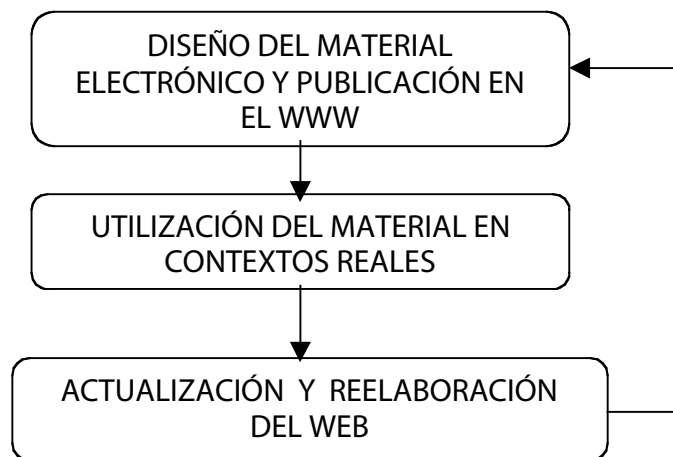 DISEÑO DEL MATERIAL
ELECTRÓNICO Y PUBLICACIÓN EN
EL WWW
UTILIZACIÓN DEL MATERIAL EN
CONTEXTOS REALES
ACTUALIZACIÓN Y REELABORACIÓN
DEL WEB